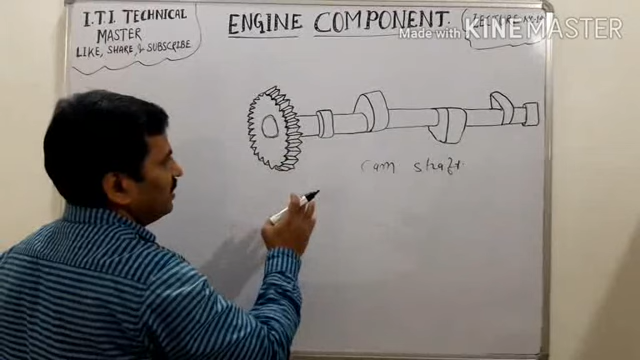 I.T.I. TECHNICAL
MASTER
LIKE, SHARE, & SUBSCRIBE
ENGINE COMPONENT.
Made with KINEMASTER
Cam shaft